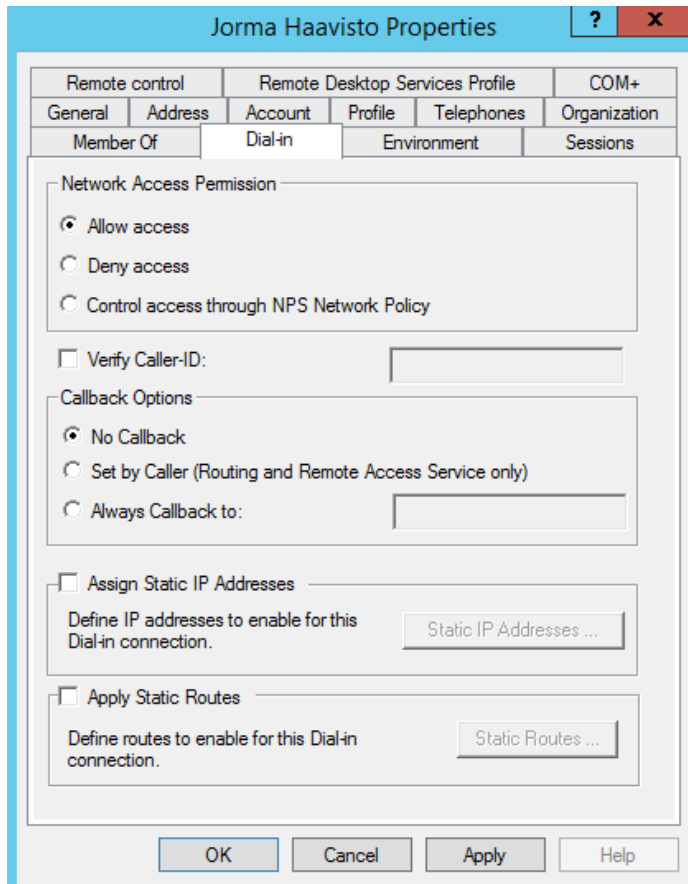 Jorma Haavisto Properties
?
x
Remote control
Remote Desktop Services Profile
COM+
General
Address
Account
Profile
Telephones
Organization
Member Of
Dial-in
Environment
Sessions
Network Access Permission
Allow access
Deny access
Control access through NPS Network Policy
Verify Caller-ID:
Callback Options
No Callback
Set by Caller (Routing and Remote Access Service only)
Always Callback to:
Assign Static IP Addresses
Define IP addresses to enable for this
Dial-in connection.
Static IP Addresses ...
Apply Static Routes
Define routes to enable for this Dial-in
connection.
Static Routes ...
OK
Cancel
Apply
Help